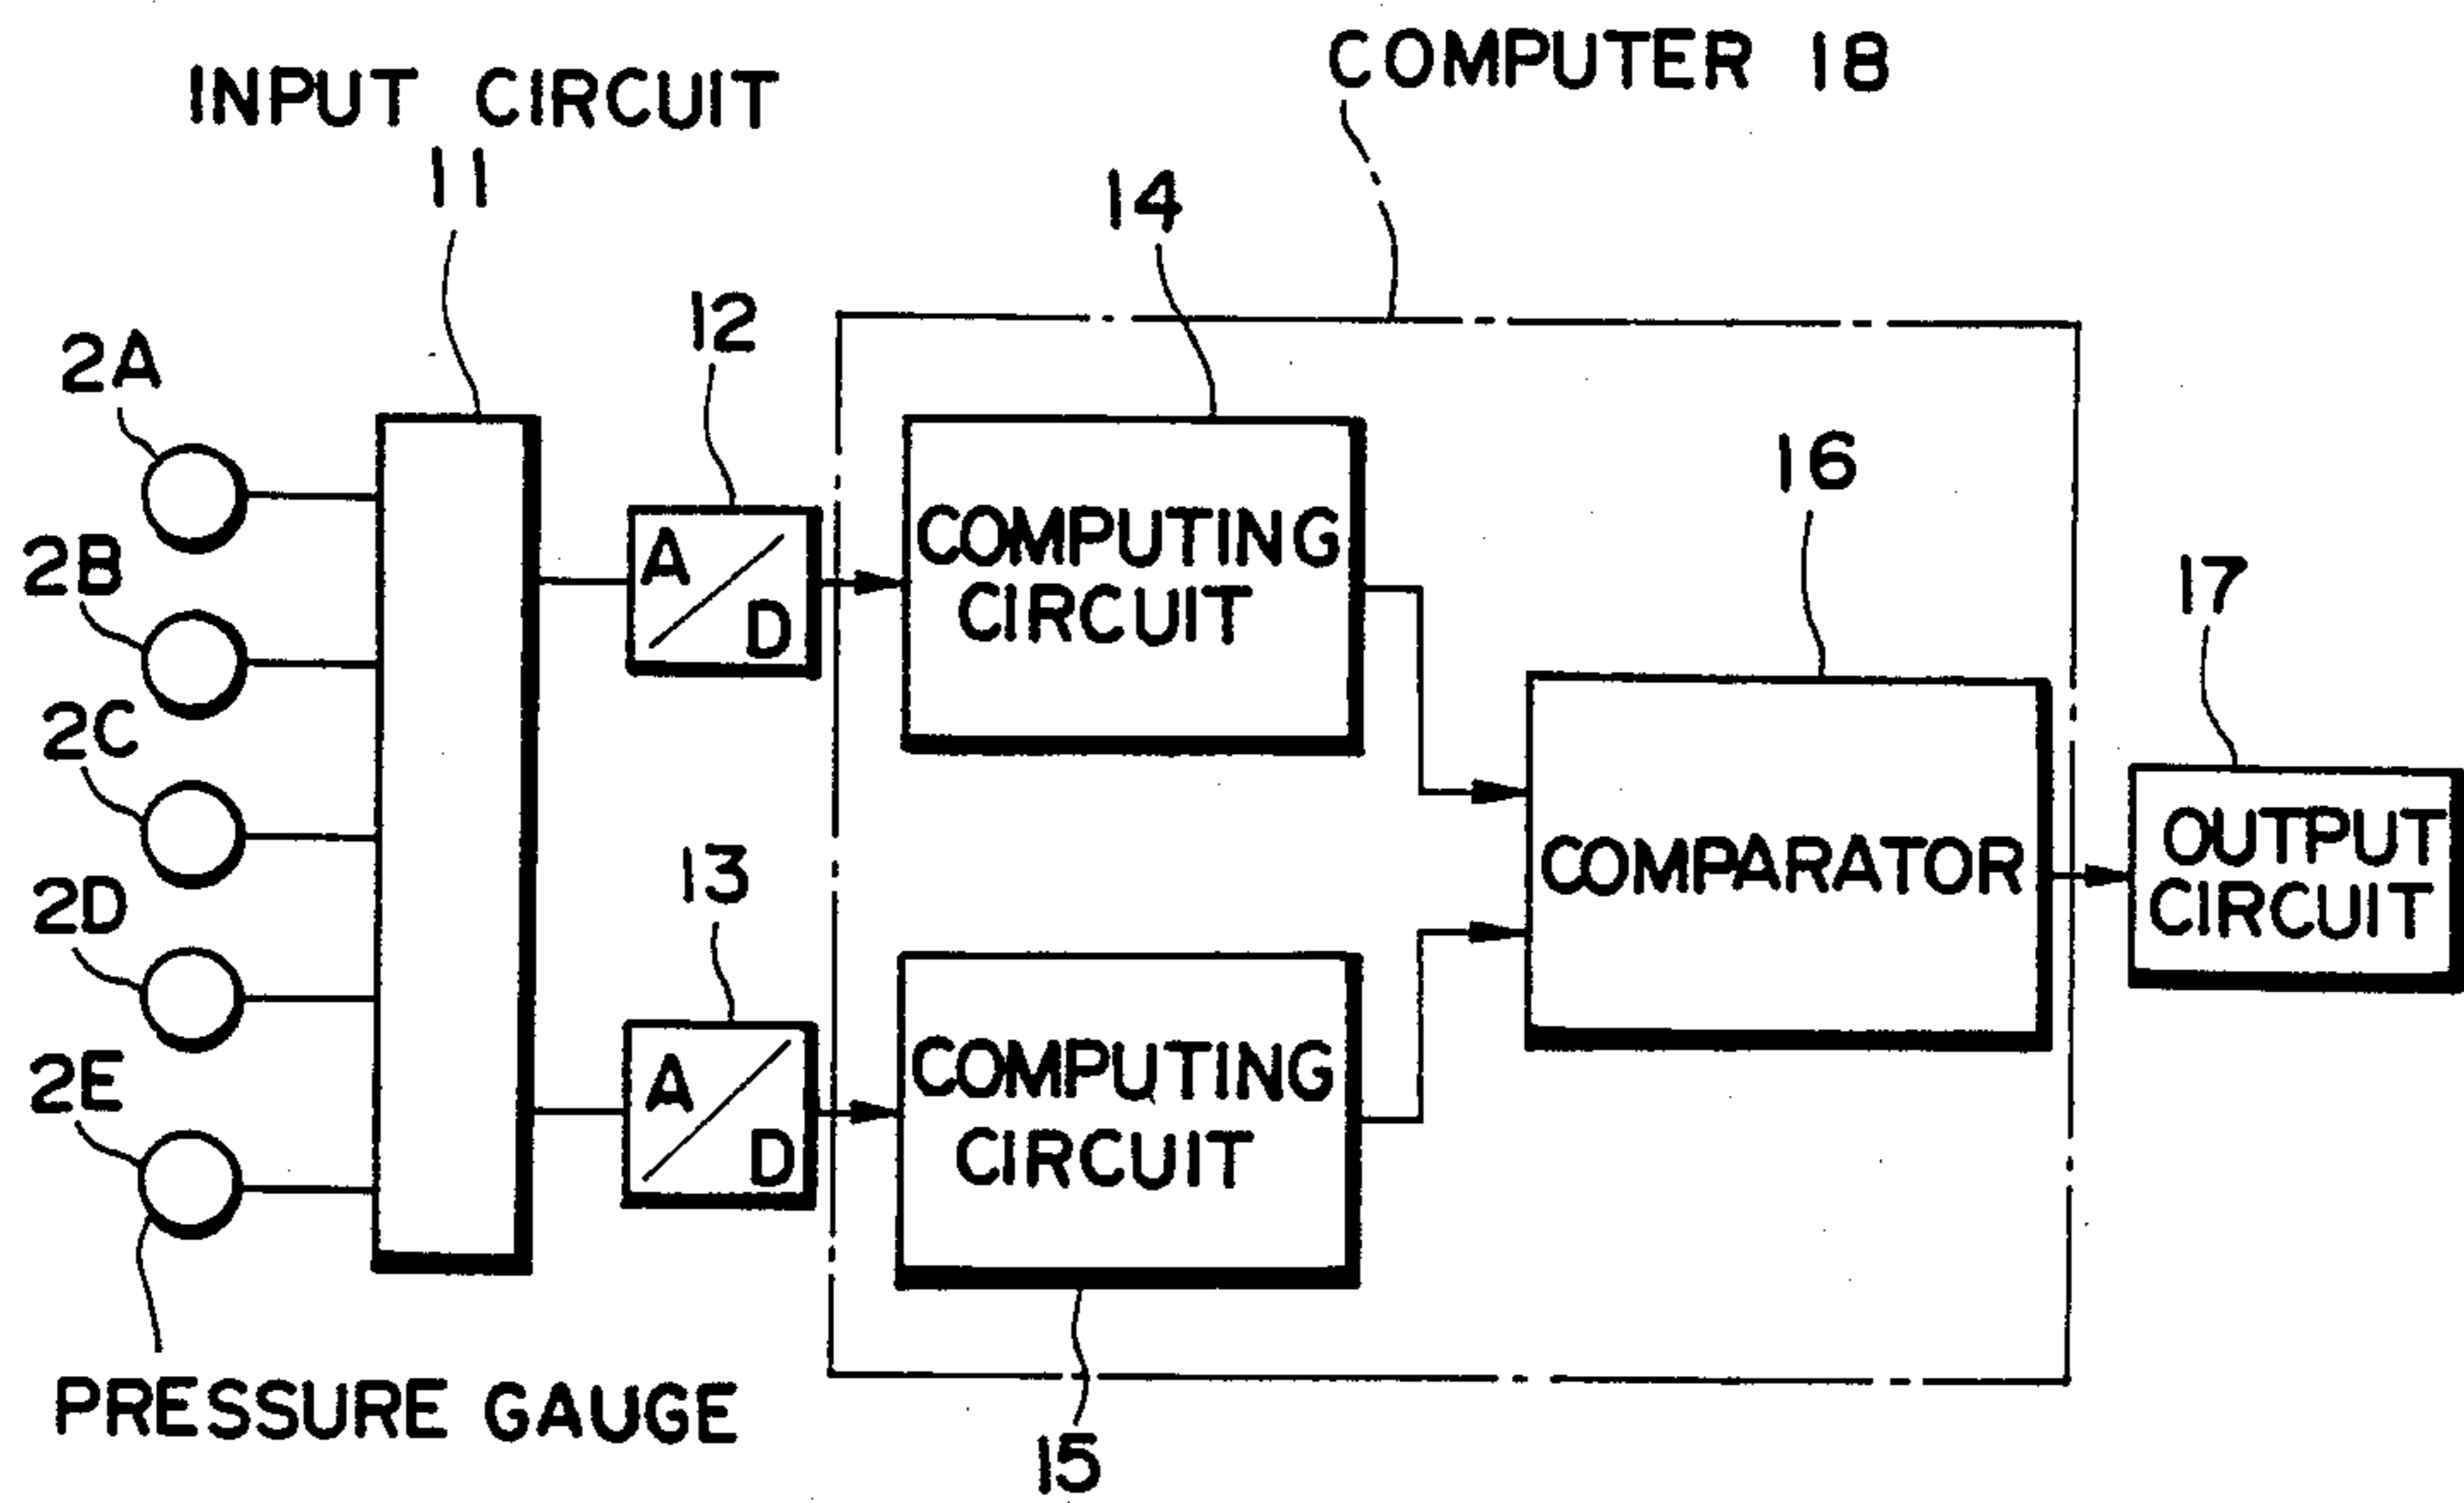 COMPUTER 18
INPUT CIRCUIT
11
14
12
2A
16
2B
A
D
COMPUTING
CIRCUIT
17
2C
13
COMPARATOR
OUTPUT
CIRCUIT
2D
2E
A
D
COMPUTING
CIRCUIT
PRESSURE GAUGE
15